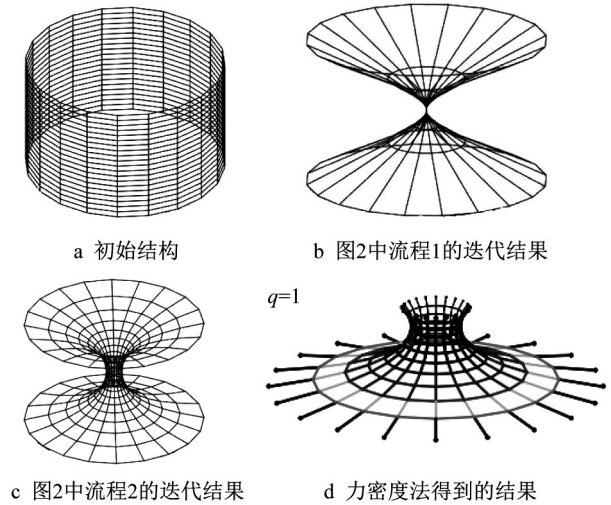 a 初始结构
b 图2中流程1的迭代结果
q=1
c 图2中流程2的迭代结果
d 力密度法得到的结果